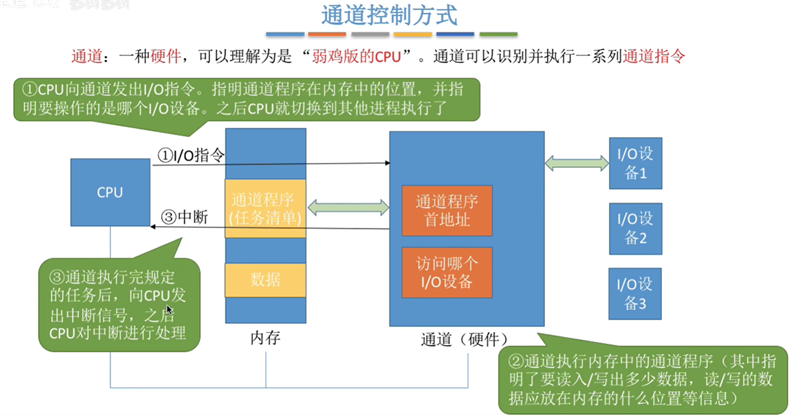 通道控制方式
通道：一种硬件，可以理解为是 “弱鸡版的CPU”。通道可以识别并执行一系列通道指令
①CPU向通道发出I/O指令。指明通道程序在内存中的位置，并指
明要操作的是哪个I/O设备。之后CPU就切换到其他进程执行了
①I/O指令
CPU
通道程序
(任务清单)
③中断
数据
内存
通道程序
首地址
访问哪个
I/O设备
通道（硬件）
I/O设
备1
I/O设
备2
I/O设
备3
③通道执行完规定
的任务后，向CPU发
出中断信号，之后
CPU对中断进行处理
②通道执行内存中的通道程序（其中指
明了要读入/写出多少数据，读/写的数
据应放在内存的什么位置等信息）